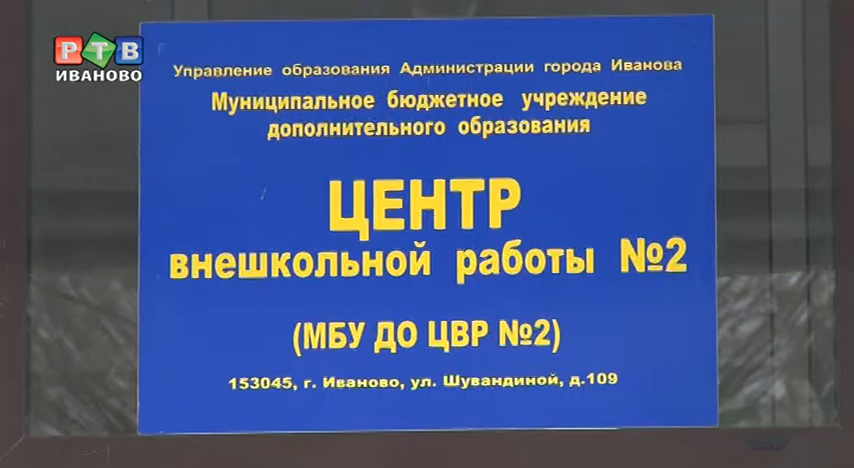 РТВ
ИВАНОВО
Управление образования Администрации города Иванова
Муниципальное бюджетное учреждение
дополнительного образования
ЦЕНТР
внешкольной работы №2
(МБУ ДО ЦВР №2)
153045, г. Иваново, ул. Шувандиной, д.109